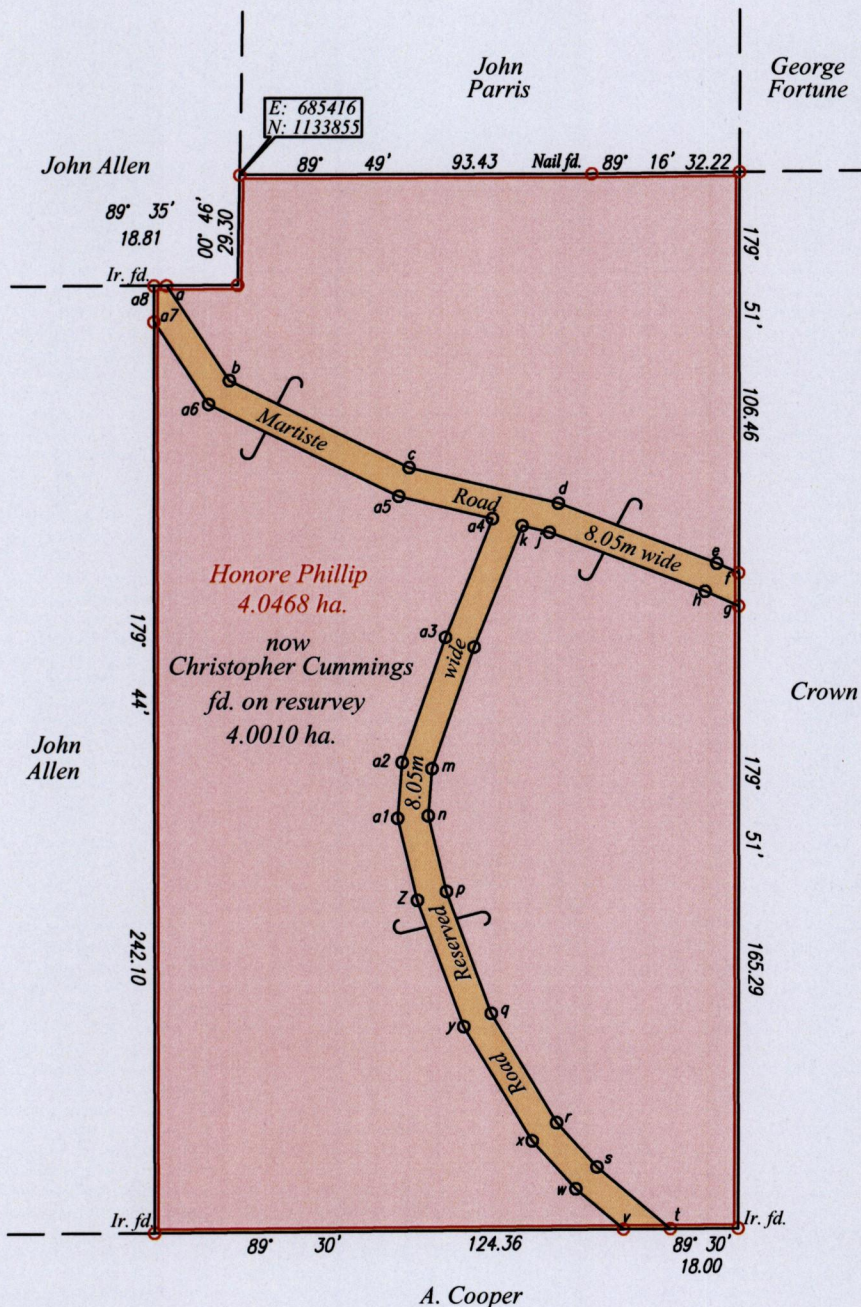 John
Parris
George
Fortune
E: 685416
N: 1133855
John Allen
89° 49' 93.43 Nail fd. 89° 16' 32.22
89° 35'
18.81
00° 46'
29.30
179° 51' 106.46
Ir. fd.
a8
a
a7
b
a6
Martiste
c
Road
a5
d
a4
k
j
8.05m wide
e
f
h
g
Honore Phillip
4.0468 ha.
now
Christopher Cummings
fd. on resurvey
4.0010 ha.
a3
wide
179° 44' 242.10
Crown
John
Allen
a2
m
8.05m
a1
n
179° 51' 165.29
Z
p
Reserved
q
y
Road
r
x
s
w
Ir. fd.
v
t
Ir. fd.
89° 30' 124.36 89° 30'
18.00
A. Cooper